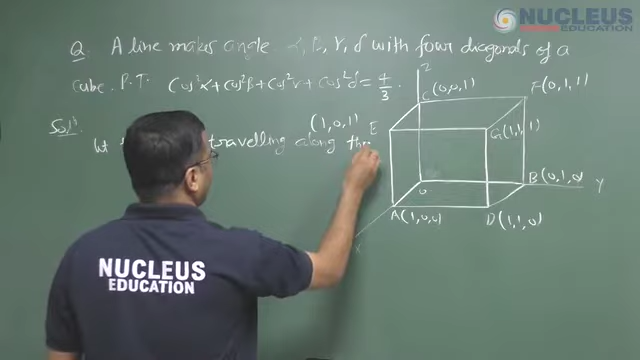 NUCLEUS
EDUCATION
Q. A line makes angle α, β, γ, δ with four diagonals of a
cube. P.T. Cos²α+Cos²β+Cos²γ+Cos²δ=4/3.
Z
C(0,0,1)
F(0,1,1)
Sol:
(1,0,1)
E
G(1,1,1)
let travelling along
O
B(0,1,0)
Y
A(1,0,0)
D(1,1,0)
X
NUCLEUS
EDUCATION